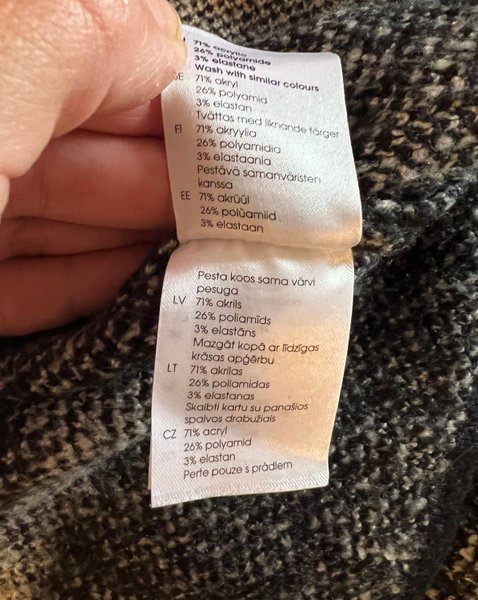 71% acrylic
26% polyamide
3% elastane
Wash with similar colours
SE 71% akryl
26% polyamid
3% elastan
Tvättas med liknande färger
FI 71% akryylia
26% polyamidia
3% elastaania
Pestävä samanväristen
kanssa
EE 71% akrüül
26% polüamiid
3% elastaan
Pesta koos sama värvi
pesuga
LV 71% akrils
26% poliamīds
3% elastāns
Mazgāt kopā ar līdzīgas
krāsas apģērbu
LT 71% akrilas
26% poliamidas
3% elastanas
Skalbti kartu su panašios
spalvos drabužiais
CZ 71% acryl
26% polyamid
3% elastan
Perte pouze s prádlem